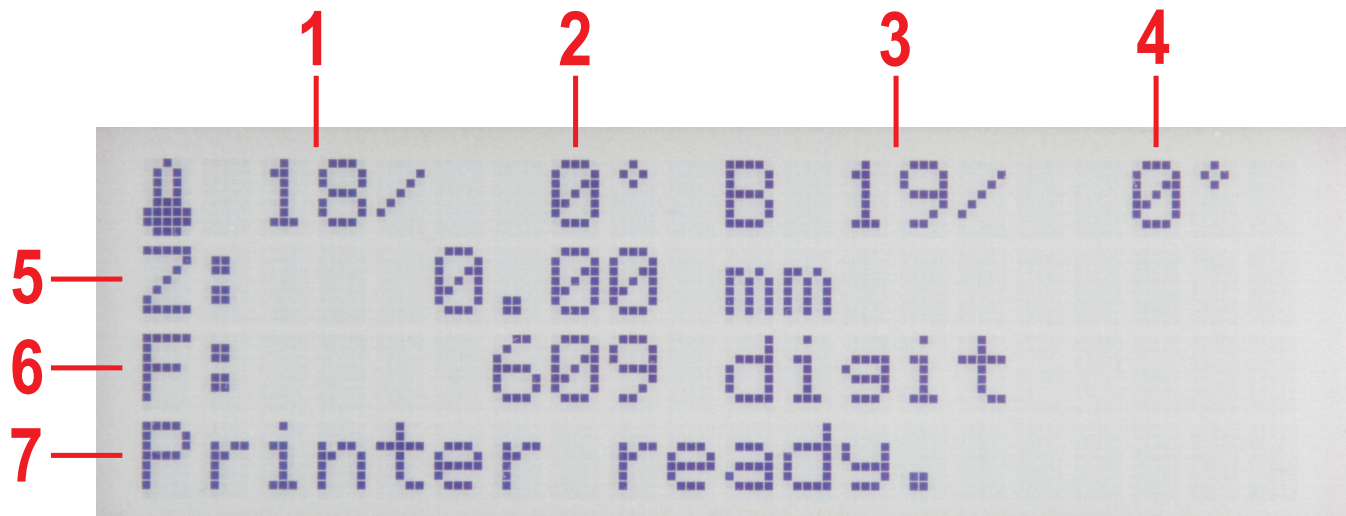 1 2 3 4
18/ 0° B 19/ 0°
5 Z: 0.00 mm
6 F: 609 digit
7 Printer ready.